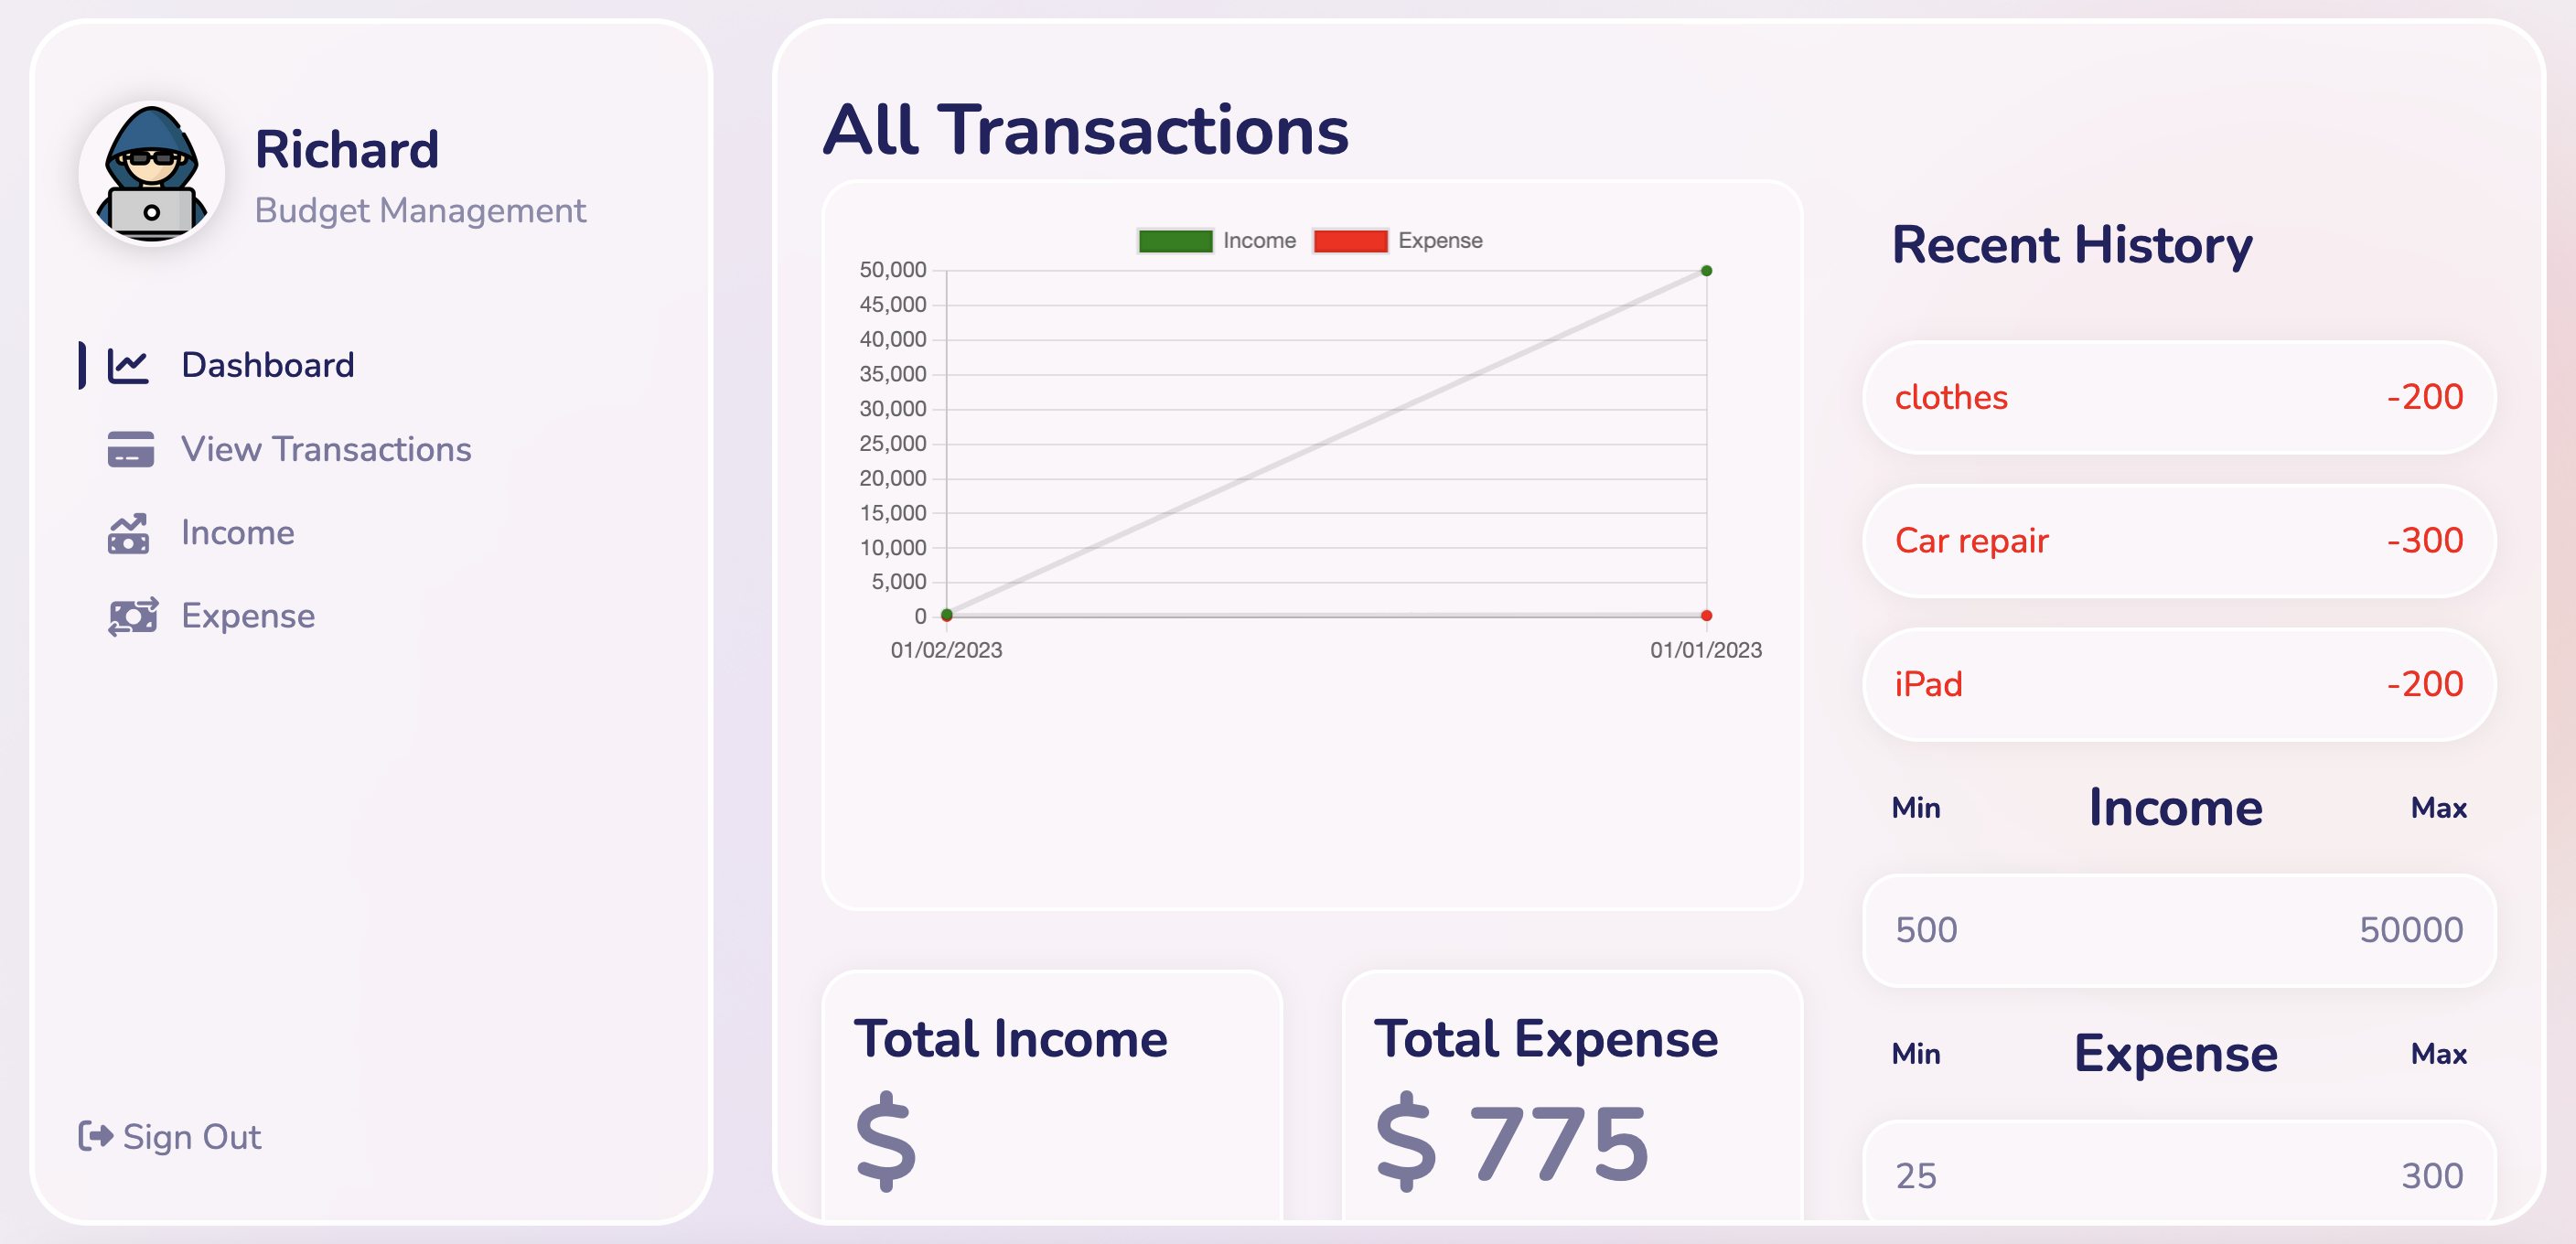 Richard
Budget Management
Dashboard
View Transactions
Income
Expense
Sign Out
All Transactions
Income Expense
50,000
45,000
40,000
35,000
30,000
25,000
20,000
15,000
10,000
5,000
0
01/02/2023 01/01/2023
Total Income
$
Total Expense
$ 775
Recent History
clothes -200
Car repair -300
iPad -200
Min Income Max
500 50000
Min Expense Max
25 300